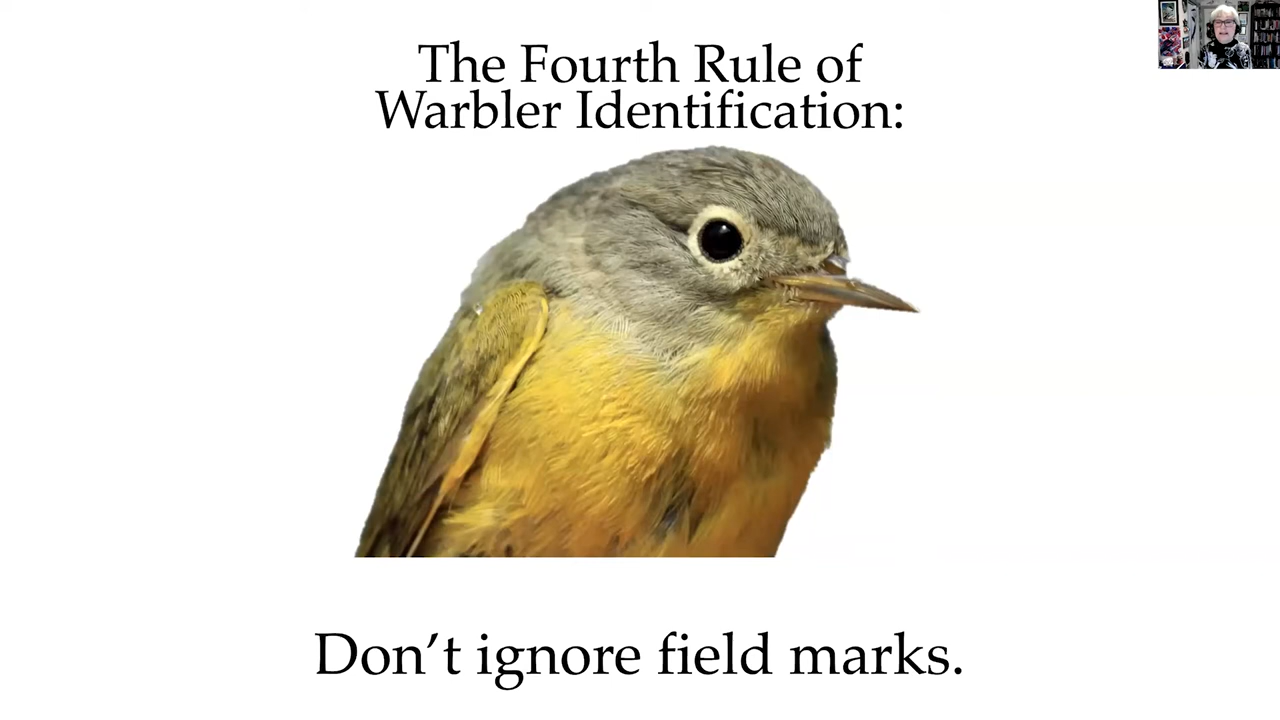 The Fourth Rule of
Warbler Identification:
Don’t ignore field marks.